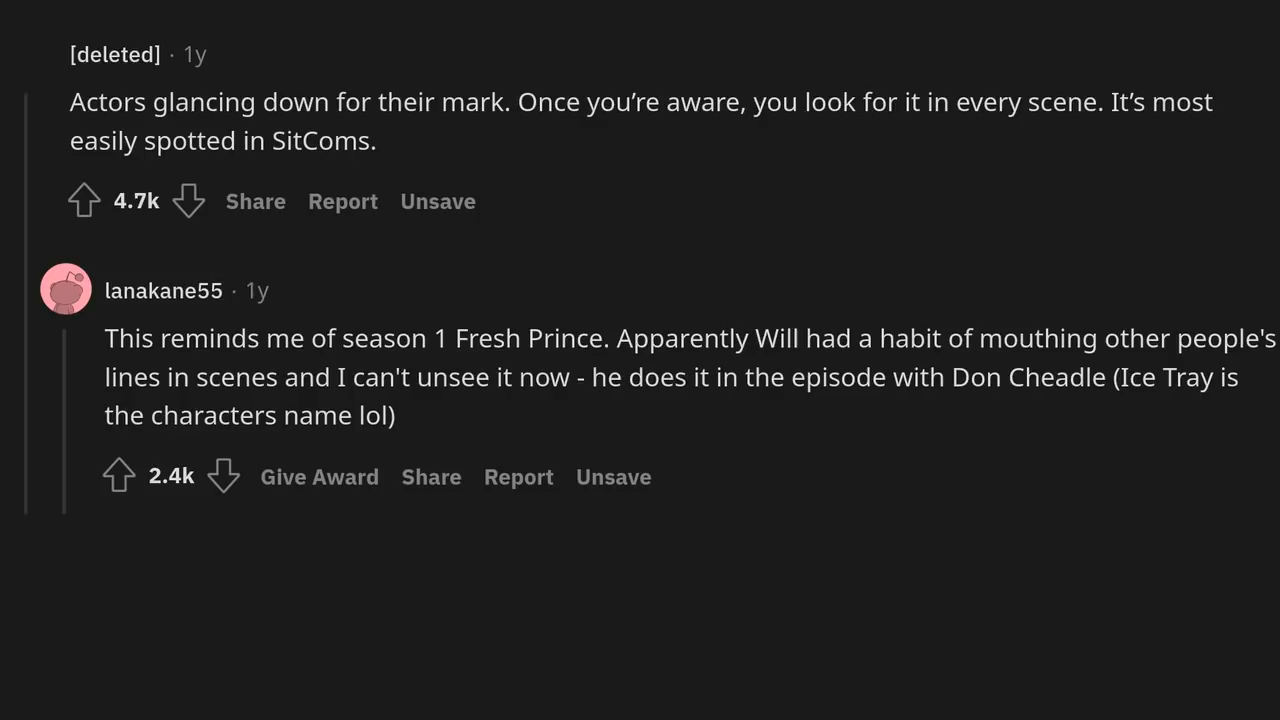 [deleted] · 1y
Actors glancing down for their mark. Once you’re aware, you look for it in every scene. It’s most
easily spotted in SitComs.
4.7k Share Report Unsave
lanakane55 · 1y
This reminds me of season 1 Fresh Prince. Apparently Will had a habit of mouthing other people's
lines in scenes and I can't unsee it now - he does it in the episode with Don Cheadle (Ice Tray is
the characters name lol)
2.4k Give Award Share Report Unsave